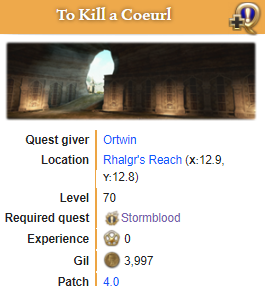 To Kill a Coeurl
Quest giver Ortwin
Location Rhalgr's Reach (X:12.9,
Y:12.8)
Level 70
Required quest Stormblood
Experience 0
Gil 3,997
Patch 4.0